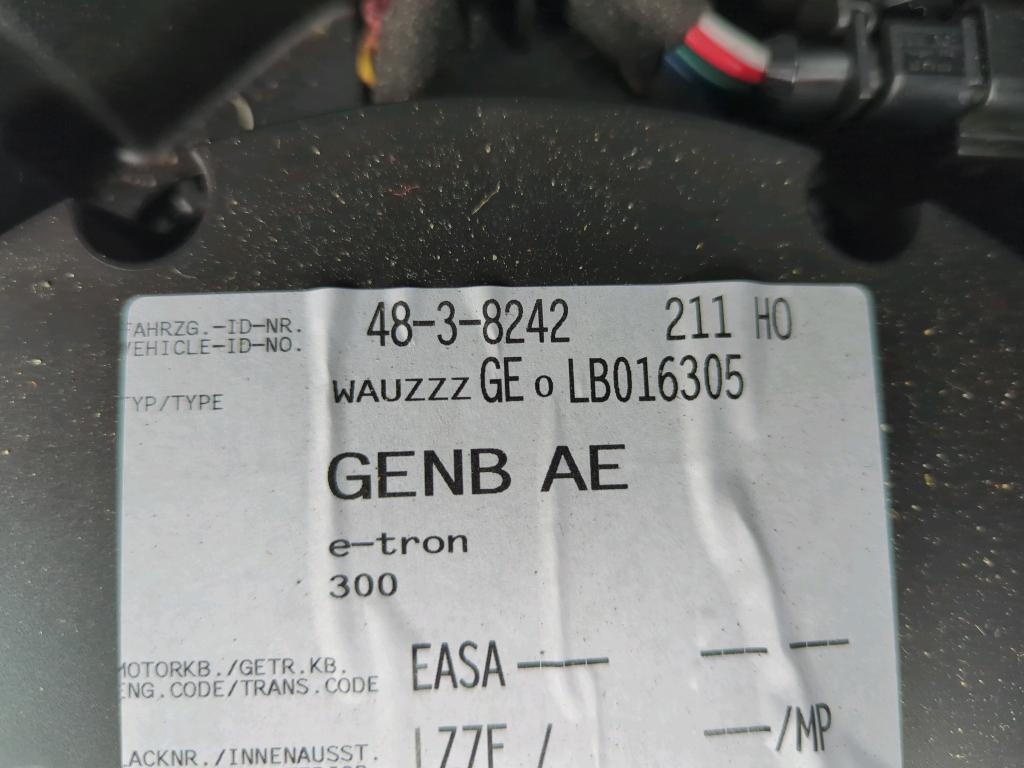 FAHRZG.-ID-NR. 48-3-8242 211 HO
VEHICLE-ID-NO. WAUZZZ GE 0 LB016305
TYP/TYPE
GENB AE
e-tron
300
MOTORKB./GETR.KB. EASA
ENG.CODE/TRANS.CODE
LACKNR./INNENAUSST. /MP